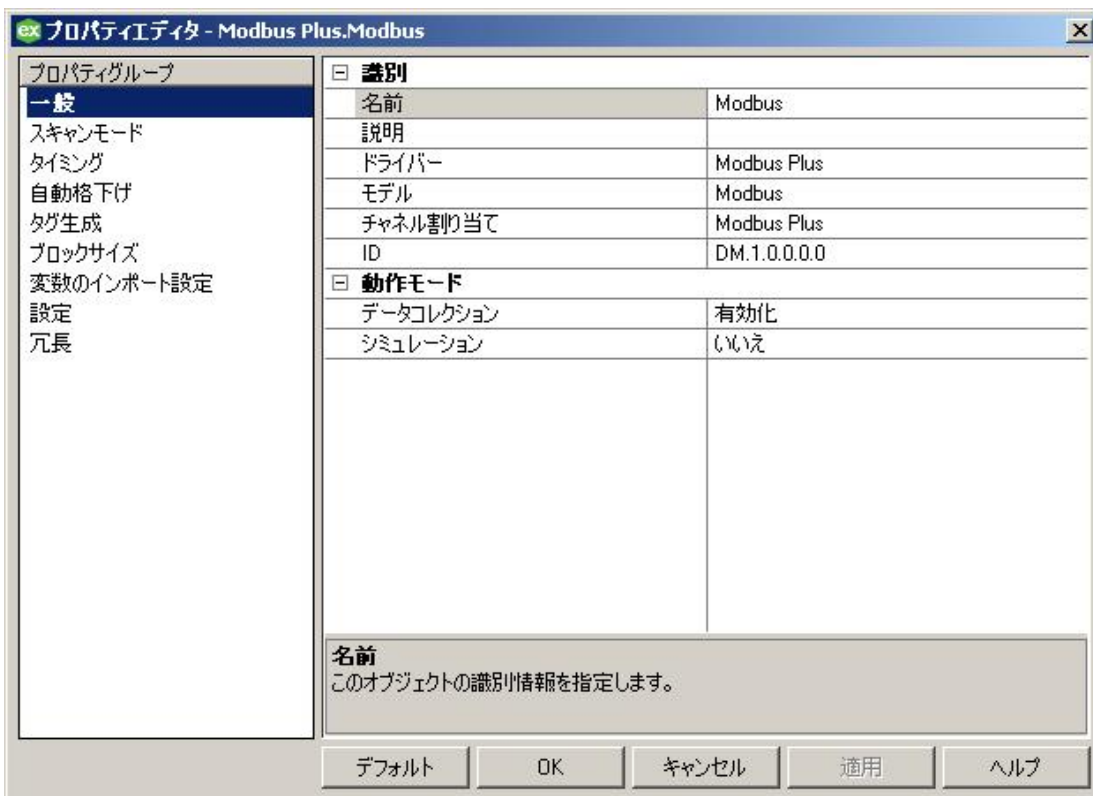 プロパティエディタ - Modbus Plus.Modbus
プロパティグループ
一般
スキャンモード
タイミング
自動格下げ
タグ生成
ブロックサイズ
変数のインポート設定
設定
冗長
識別
名前 Modbus
説明
ドライバー Modbus Plus
モデル Modbus
チャネル割り当て Modbus Plus
ID DM.1.0.0.0.0
動作モード
データコレクション 有効化
シミュレーション いいえ
名前
このオブジェクトの識別情報を指定します。
デフォルト OK キャンセル 適用 ヘルプ